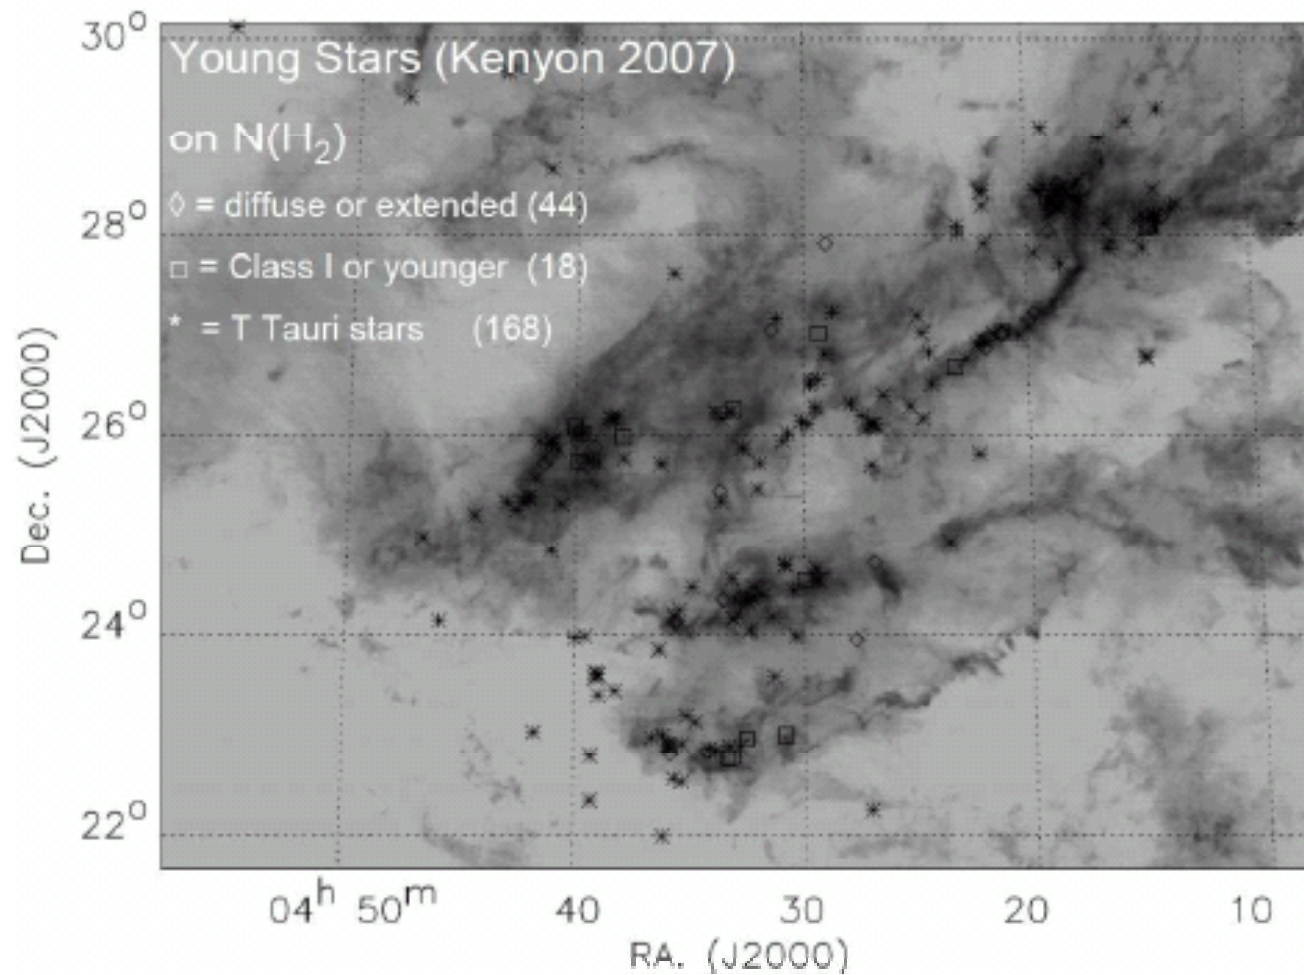 30°
Young Stars (Kenyon 2007)
on N(H₂)
◊ = diffuse or extended (44)
28°
□ = Class I or younger (18)
* = T Tauri stars (168)
26°
24°
22°
Dec. (J2000)
04ʰ 50ᵐ 40 30 20 10
RA. (J2000)